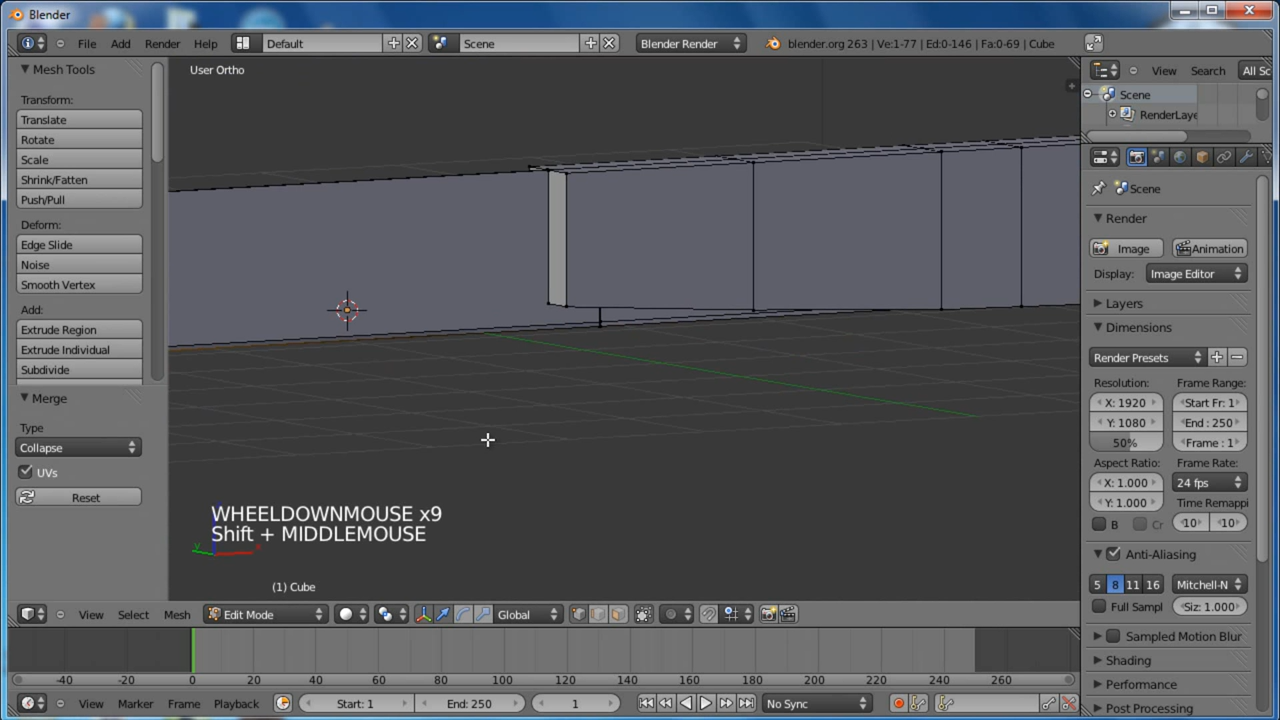 Blender
File Add Render Help Default Scene Blender Render blender.org 263 | Ve:1-77 | Ed:0-146 | Fa:0-69 | Cube
Mesh Tools
Transform:
Translate
Rotate
Scale
Shrink/Fatten
Push/Pull
Deform:
Edge Slide
Noise
Smooth Vertex
Add:
Extrude Region
Extrude Individual
Subdivide
Merge
Type
Collapse
UVs
Reset
User Ortho
WHEELDOWNMOUSE x9
Shift + MIDDLEMOUSE
y x
(1) Cube
View Select Mesh Edit Mode Global
-40 -20 0 20 40 60 80 100 120 140 160 180 200 220 240 260
View Marker Frame Playback Start: 1 End: 250 1 No Sync
View Search All Sc
Scene
RenderLaye
Scene
Render
Image Animation
Display: Image Editor
Layers
Dimensions
Render Presets
Resolution: Frame Range:
X: 1920 Start Fr: 1
Y: 1080 End : 250
50% Frame : 1
Aspect Ratio: Frame Rate:
X: 1.000 24 fps
Y: 1.000 Time Remappi
B Cr 10 10
Anti-Aliasing
5 8 11 16 Mitchell-N
Full Sampl Siz: 1.000
Sampled Motion Blur
Shading
Performance
Post Processing